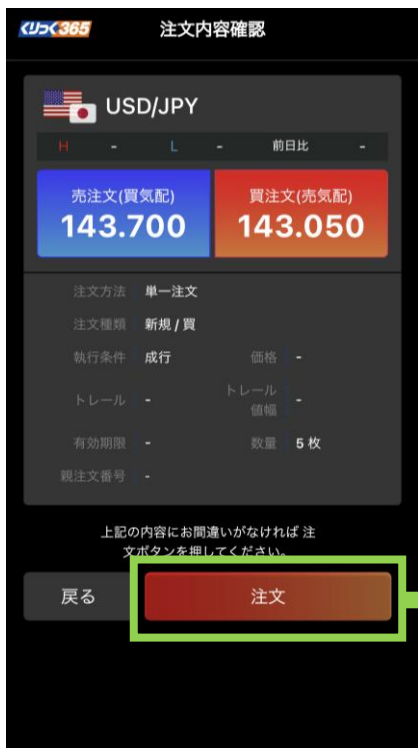 くりっく365
注文内容確認
USD/JPY
H - L - 前日比 -
売注文(買気配) 買注文(売気配)
143.700 143.050
注文方法 単一注文
注文種類 新規 / 買
執行条件 成行 価格 -
トレール - トレール
値幅 -
有効期限 - 数量 5 枚
親注文番号 -
上記の内容にお間違いがなければ 注
文ボタンを押してください。
戻る 注文